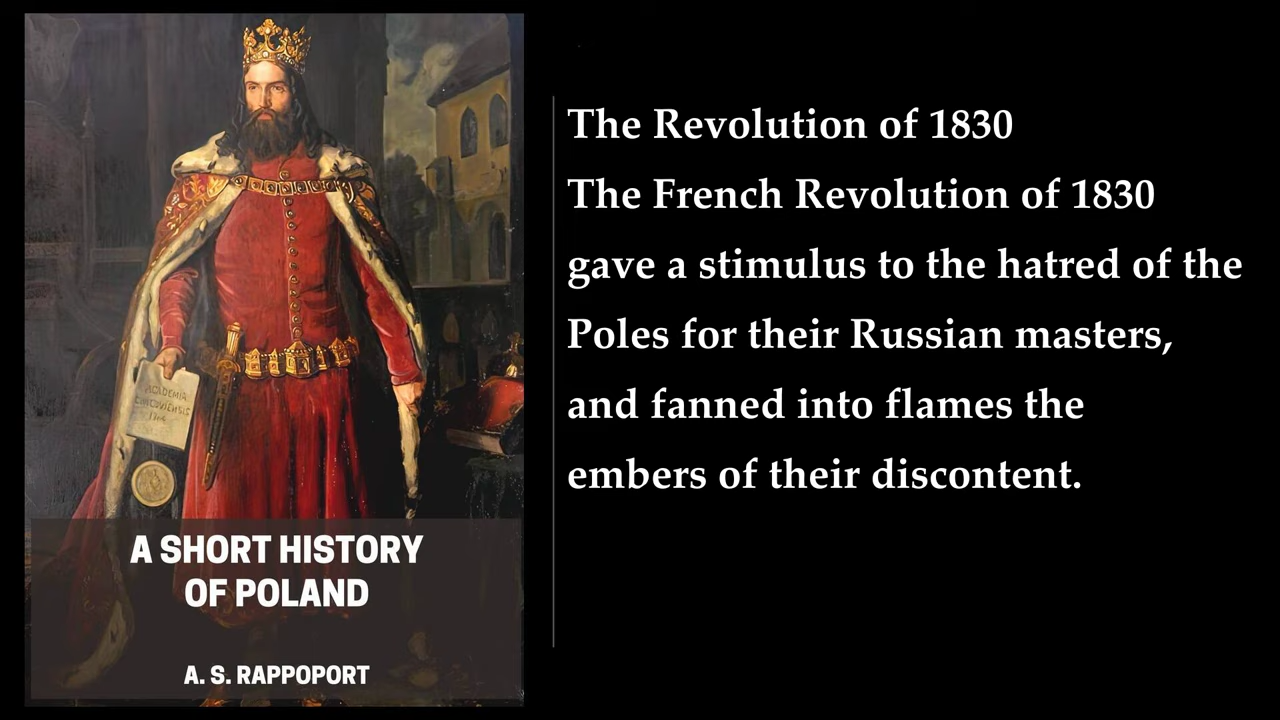 The Revolution of 1830
The French Revolution of 1830
gave a stimulus to the hatred of the
Poles for their Russian masters,
and fanned into flames the
embers of their discontent.
ACADEMIA
A SHORT HISTORY
OF POLAND
A. S. RAPPOPORT